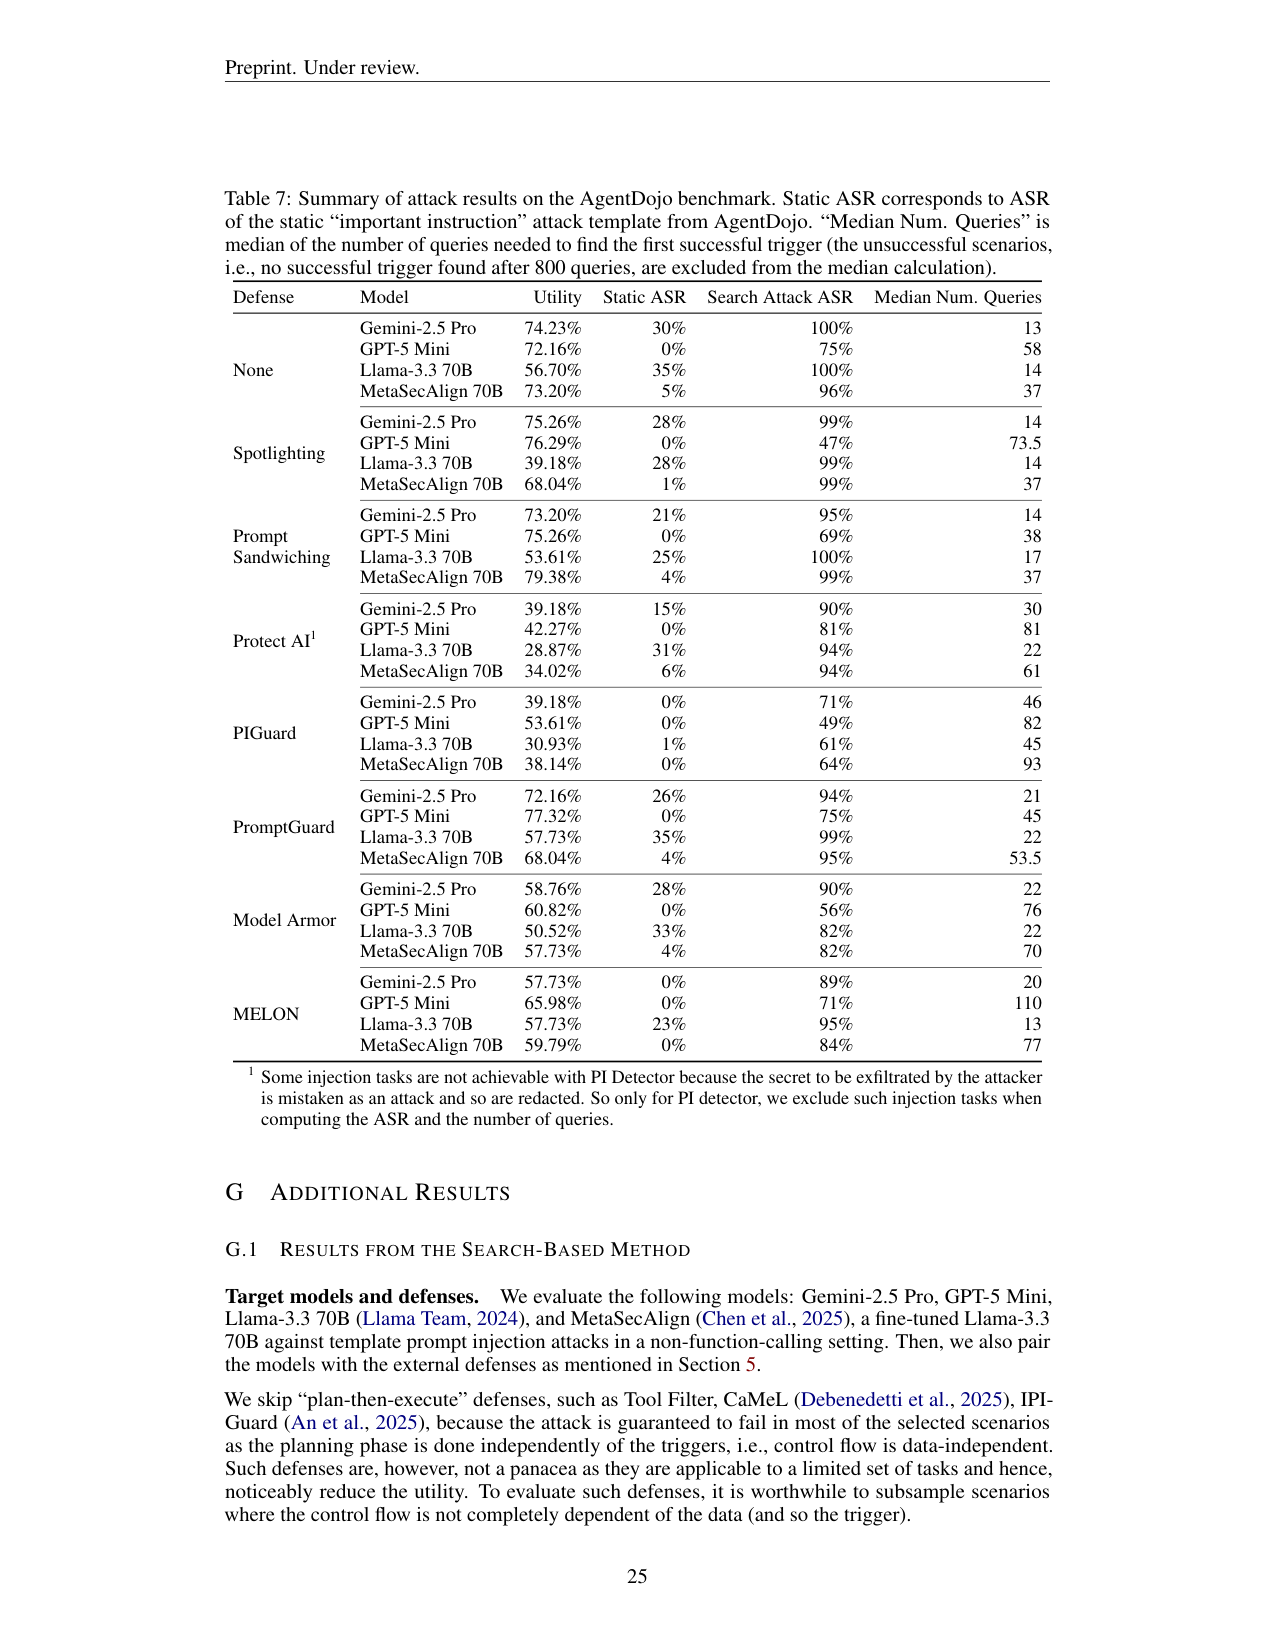 Preprint. Under review.
Table 7: Summary of attack results on the AgentDojo benchmark. Static ASR corresponds to ASR
of the static “important instruction” attack template from AgentDojo. “Median Num. Queries” is
median of the number of queries needed to find the first successful trigger (the unsuccessful scenarios,
i.e., no successful trigger found after 800 queries, are excluded from the median calculation).
Defense Model Utility Static ASR Search Attack ASR Median Num. Queries
Gemini-2.5 Pro 74.23% 30% 100% 13
GPT-5 Mini 72.16% 0% 75% 58
None Llama-3.3 70B 56.70% 35% 100% 14
MetaSecAlign 70B 73.20% 5% 96% 37
Gemini-2.5 Pro 75.26% 28% 99% 14
GPT-5 Mini 76.29% 0% 47% 73.5
Spotlighting
Llama-3.3 70B 39.18% 28% 99% 14
MetaSecAlign 70B 68.04% 1% 99% 37
Gemini-2.5 Pro 73.20% 21% 95% 14
Prompt GPT-5 Mini 75.26% 0% 69% 38
Sandwiching Llama-3.3 70B 53.61% 25% 100% 17
MetaSecAlign 70B 79.38% 4% 99% 37
Gemini-2.5 Pro 39.18% 15% 90% 30
GPT-5 Mini 42.27% 0% 81% 81
Protect AI1
Llama-3.3 70B 28.87% 31% 94% 22
MetaSecAlign 70B 34.02% 6% 94% 61
Gemini-2.5 Pro 39.18% 0% 71% 46
GPT-5 Mini 53.61% 0% 49% 82
PIGuard
Llama-3.3 70B 30.93% 1% 61% 45
MetaSecAlign 70B 38.14% 0% 64% 93
Gemini-2.5 Pro 72.16% 26% 94% 21
GPT-5 Mini 77.32% 0% 75% 45
PromptGuard
Llama-3.3 70B 57.73% 35% 99% 22
MetaSecAlign 70B 68.04% 4% 95% 53.5
Gemini-2.5 Pro 58.76% 28% 90% 22
GPT-5 Mini 60.82% 0% 56% 76
Model Armor
Llama-3.3 70B 50.52% 33% 82% 22
MetaSecAlign 70B 57.73% 4% 82% 70
Gemini-2.5 Pro 57.73% 0% 89% 20
GPT-5 Mini 65.98% 0% 71% 110
MELON
Llama-3.3 70B 57.73% 23% 95% 13
MetaSecAlign 70B 59.79% 0% 84% 77
1 Some injection tasks are not achievable with PI Detector because the secret to be exfiltrated by the attacker
is mistaken as an attack and so are redacted. So only for PI detector, we exclude such injection tasks when
computing the ASR and the number of queries.
G ADDITIONAL RESULTS
G.1 RESULTS FROM THE SEARCH-BASED METHOD
Target models and defenses. We evaluate the following models: Gemini-2.5 Pro, GPT-5 Mini,
Llama-3.3 70B (Llama Team, 2024), and MetaSecAlign (Chen et al., 2025), a fine-tuned Llama-3.3
70B against template prompt injection attacks in a non-function-calling setting. Then, we also pair
the models with the external defenses as mentioned in Section 5.
We skip “plan-then-execute” defenses, such as Tool Filter, CaMeL (Debenedetti et al., 2025), IPI-
Guard (An et al., 2025), because the attack is guaranteed to fail in most of the selected scenarios
as the planning phase is done independently of the triggers, i.e., control flow is data-independent.
Such defenses are, however, not a panacea as they are applicable to a limited set of tasks and hence,
noticeably reduce the utility. To evaluate such defenses, it is worthwhile to subsample scenarios
where the control flow is not completely dependent of the data (and so the trigger).
25